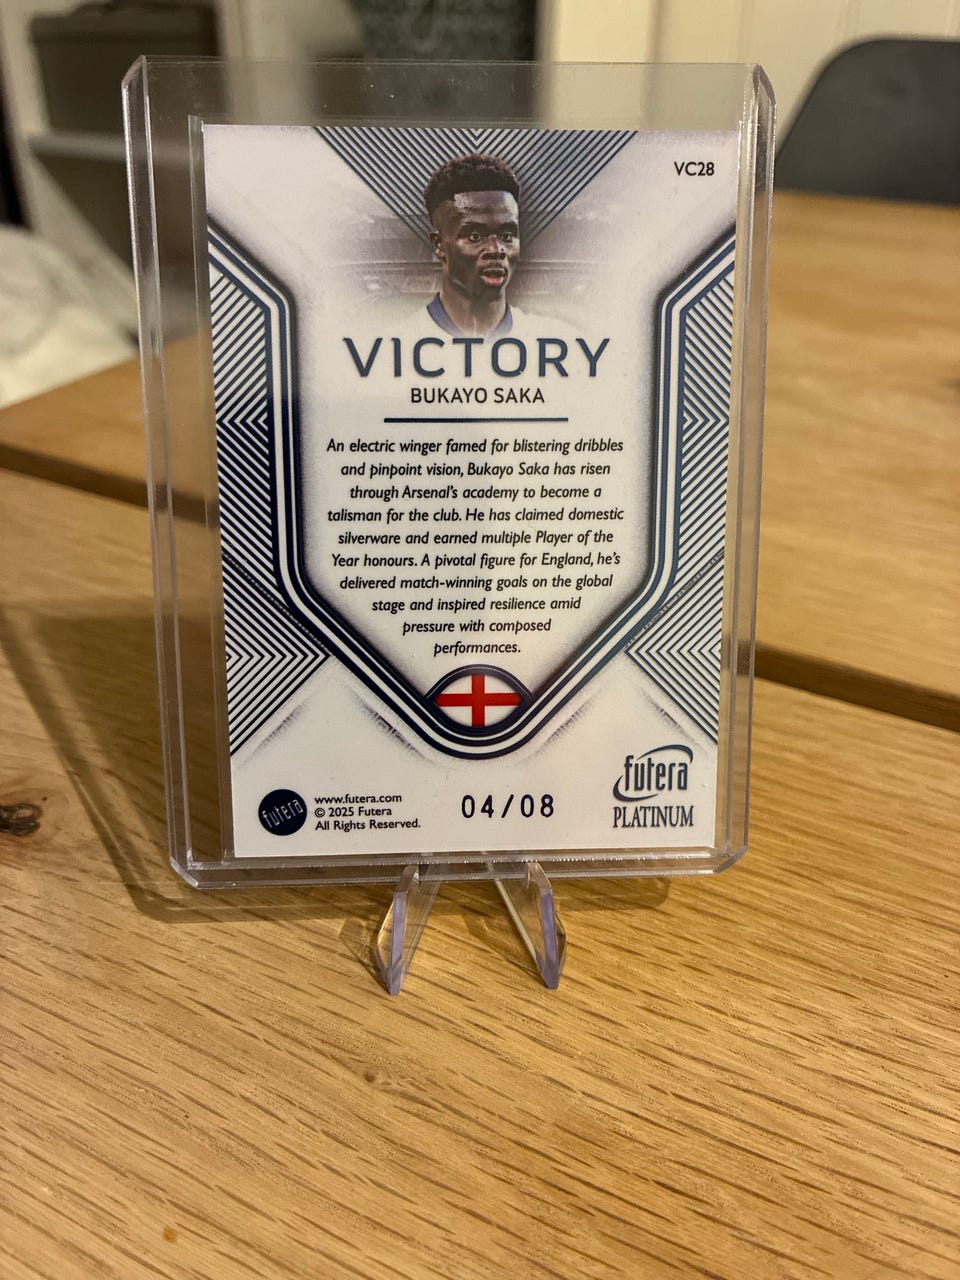 VC28
VICTORY
BUKAYO SAKA
An electric winger famed for blistering dribbles
and pinpoint vision, Bukayo Saka has risen
through Arsenal's academy to become a
talisman for the club. He has claimed domestic
silverware and earned multiple Player of the
Year honours. A pivotal figure for England, he's
delivered match-winning goals on the global
stage and inspired resilience amid
pressure with composed
performances.
futera
PLATINUM
futera
www.futera.com
© 2025 Futera
All Rights Reserved.
04/08